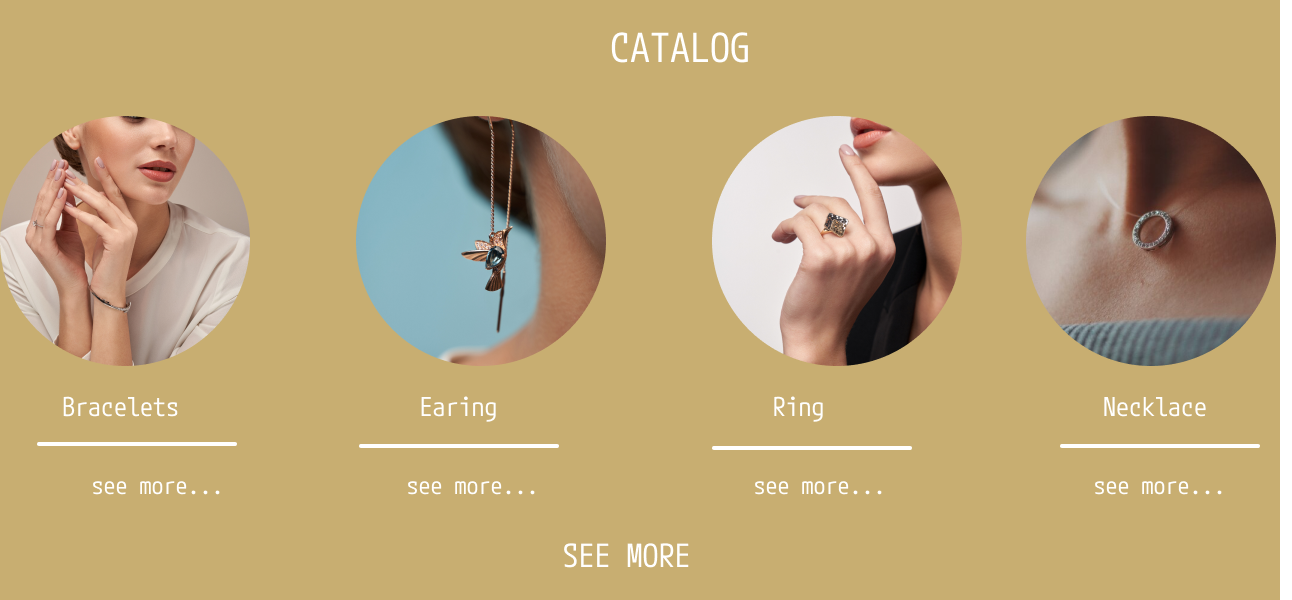 CATALOG
Bracelets
Earing
Ring
Necklace
see more...
see more...
see more...
see more...
SEE MORE